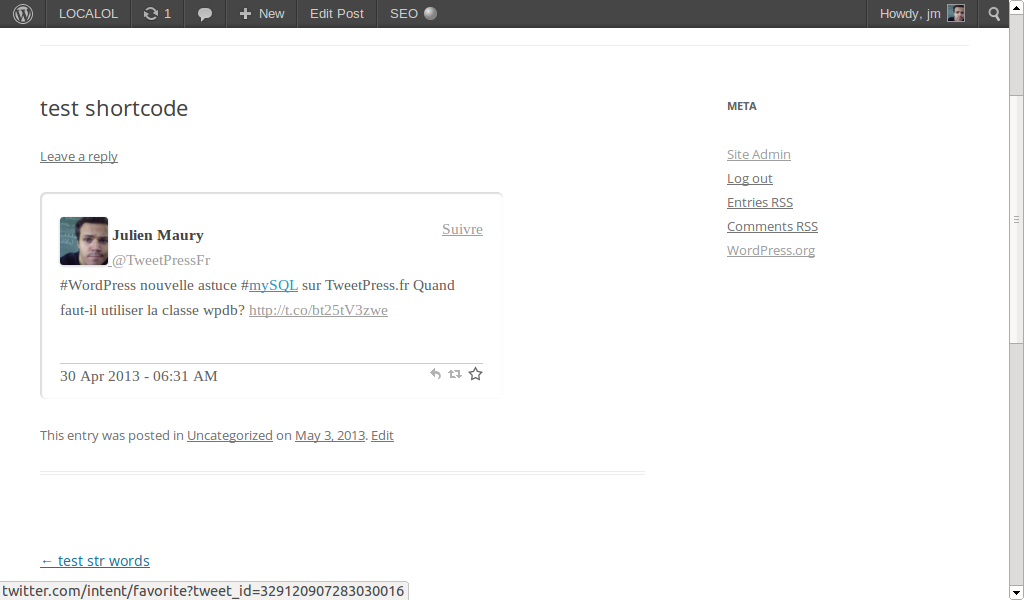 LOCALOL 1 New Edit Post SEO Howdy, jm
test shortcode
META
Leave a reply
Site Admin
Log out
Entries RSS
Comments RSS
WordPress.org
Julien Maury Suivre
@TweetPressFr
#WordPress nouvelle astuce #mySQL sur TweetPress.fr Quand
faut-il utiliser la classe wpdb? http://t.co/bt25tV3zwe
30 Apr 2013 - 06:31 AM
This entry was posted in Uncategorized on May 3, 2013. Edit
← test str words
twitter.com/intent/favorite?tweet_id=329120907283030016